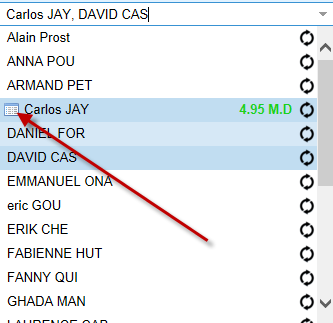 Carlos JAY, DAVID CAS
Alain Prost
ANNA POU
ARMAND PET
Carlos JAY 4.95 M.D
DANIEL FOR
DAVID CAS
EMMANUEL ONA
eric GOU
ERIK CHE
FABIENNE HUT
FANNY QUI
GHADA MAN
LAURENCE CAR